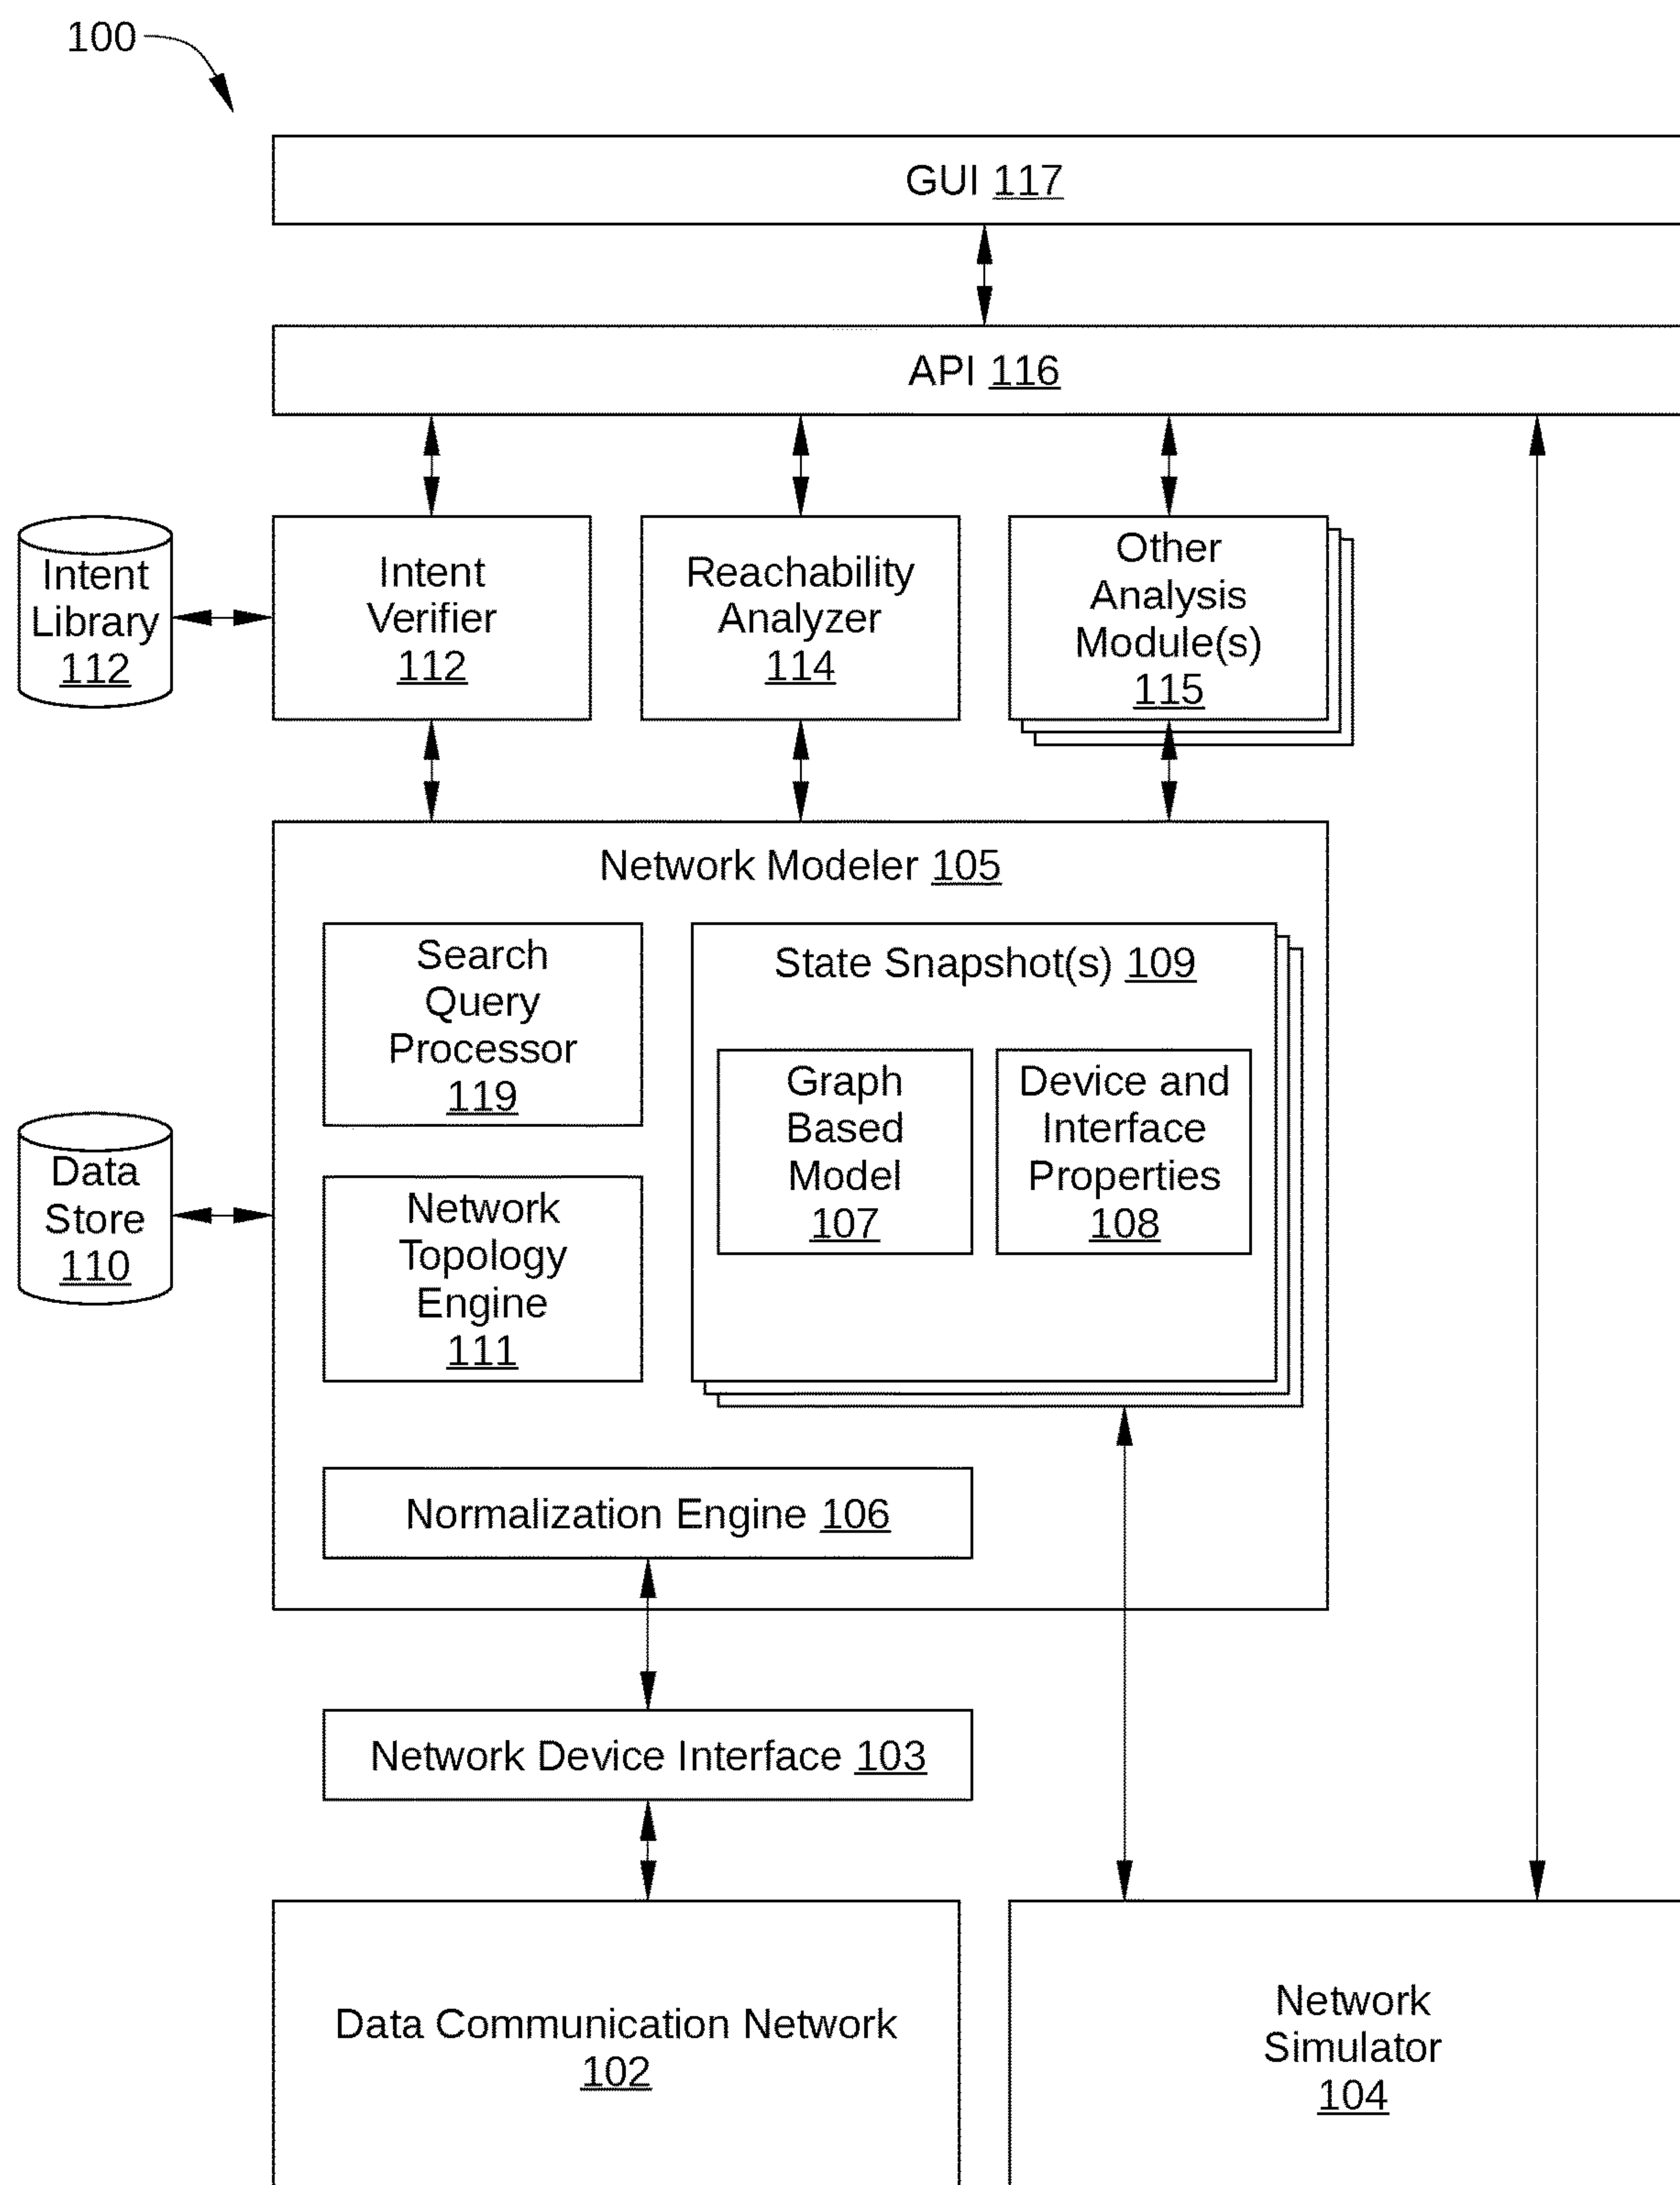 100
GUI 117
API 116
Intent
Library
112
Intent
Verifier
112
Reachability
Analyzer
114
Other
Analysis
Module(s)
115
Network Modeler 105
Search
Query
Processor
119
State Snapshot(s) 109
Graph
Based
Model
107
Device and
Interface
Properties
108
Data
Store
110
Network
Topology
Engine
111
Normalization Engine 106
Network Device Interface 103
Data Communication Network
102
Network
Simulator
104